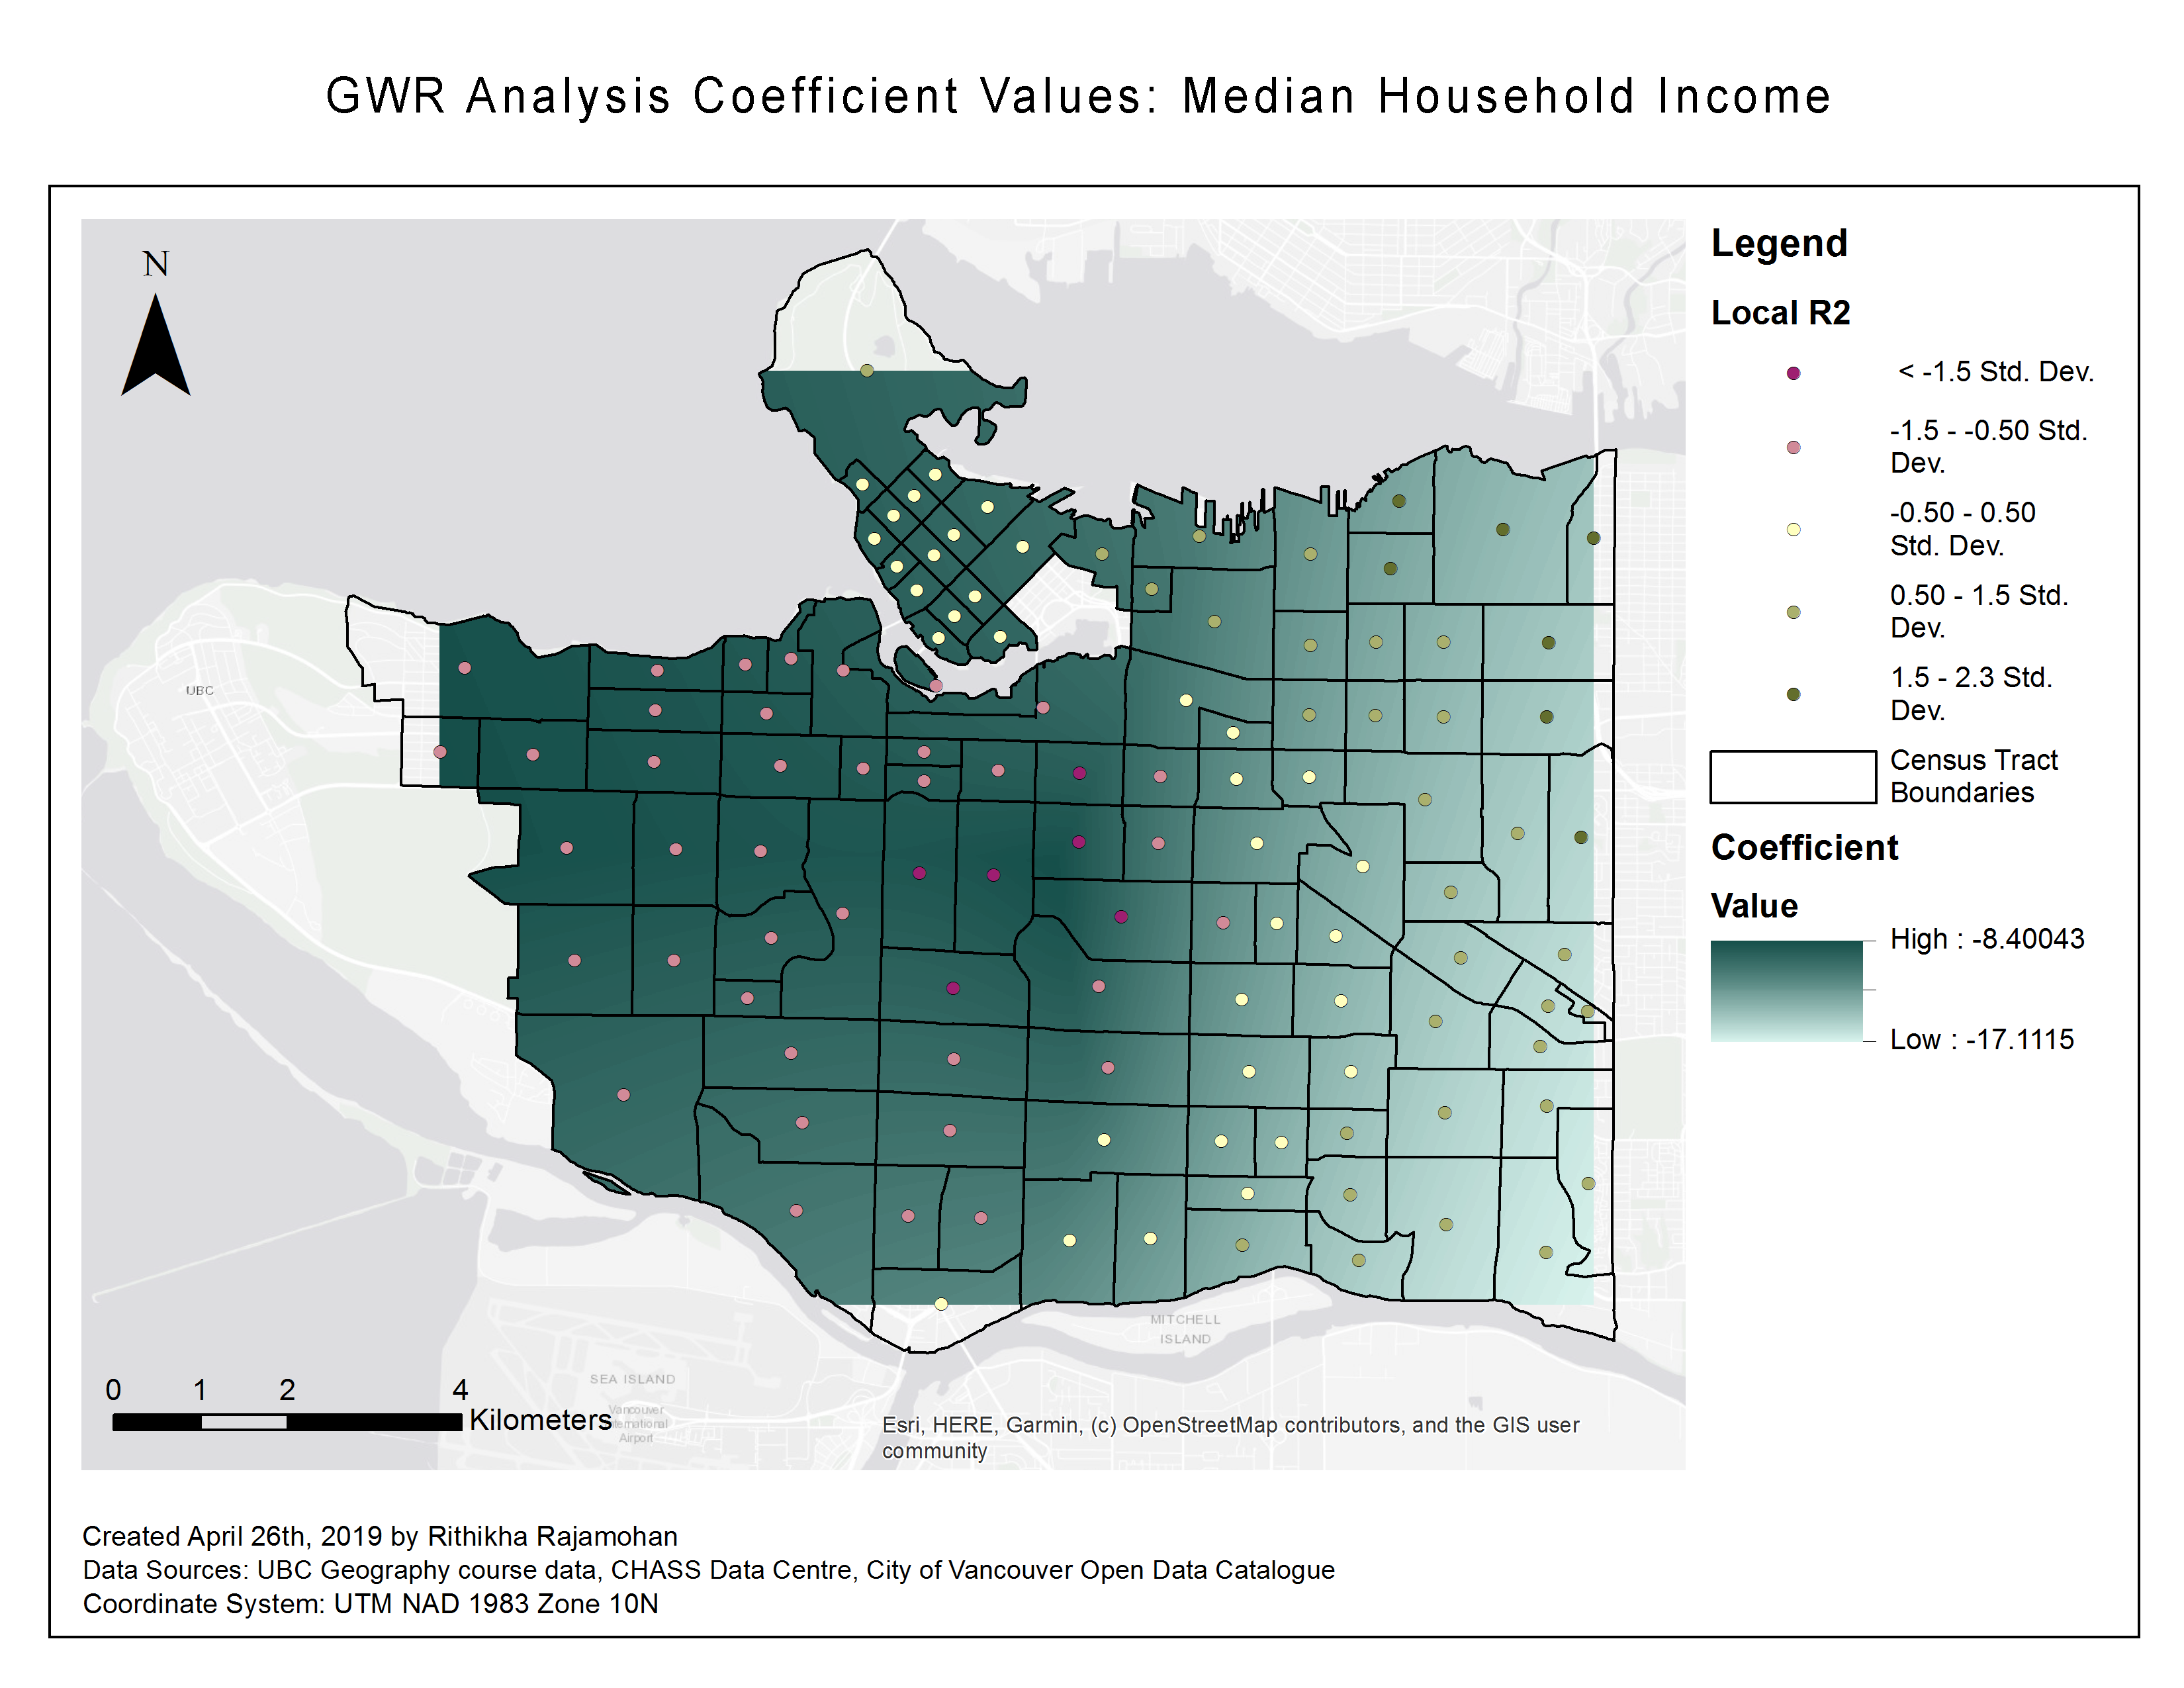 GWR Analysis Coefficient Values: Median Household Income
N
UBC
Legend
Local R2
< -1.5 Std. Dev.
-1.5 - -0.50 Std.
Dev.
-0.50 - 0.50
Std. Dev.
0.50 - 1.5 Std.
Dev.
1.5 - 2.3 Std.
Dev.
Census Tract
Boundaries
Coefficient
Value
High : -8.40043
Low : -17.1115
MITCHELL
ISLAND
SEA ISLAND
Vancouver
International
Airport
0 1 2 4
Kilometers
Esri, HERE, Garmin, (c) OpenStreetMap contributors, and the GIS user
community
Created April 26th, 2019 by Rithikha Rajamohan
Data Sources: UBC Geography course data, CHASS Data Centre, City of Vancouver Open Data Catalogue
Coordinate System: UTM NAD 1983 Zone 10N